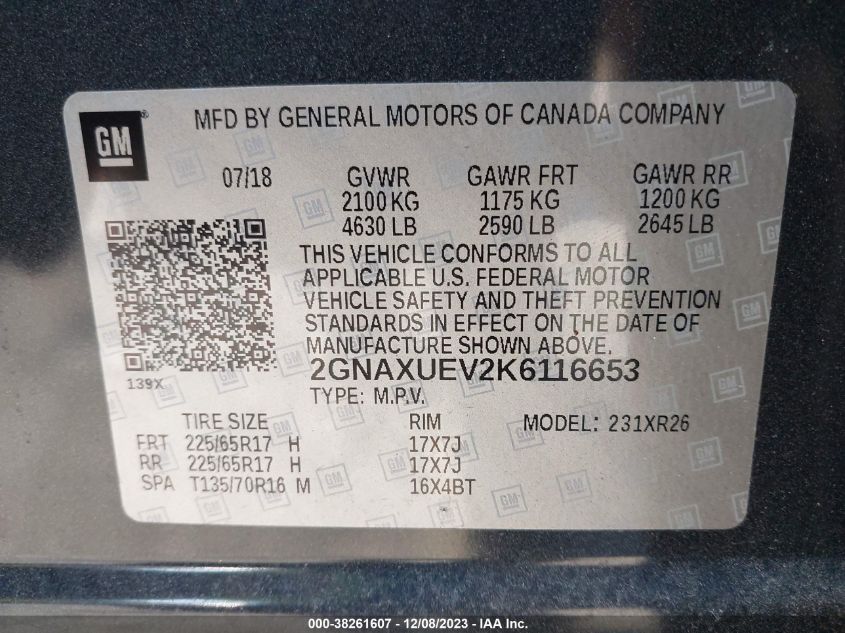 GM
MFD BY GENERAL MOTORS OF CANADA COMPANY
07/18 GVWR GAWR FRT GAWR RR
2100 KG 1175 KG 1200 KG
4630 LB 2590 LB 2645 LB
THIS VEHICLE CONFORMS TO ALL
APPLICABLE U.S. FEDERAL MOTOR
VEHICLE SAFETY AND THEFT PREVENTION
STANDARDS IN EFFECT ON THE DATE OF
MANUFACTURE SHOWN ABOVE.
2GNAXUEV2K6116653
139X
TYPE: M.P.V.
TIRE SIZE RIM MODEL: 231XR26
FRT 225/65R17 H 17X7J
RR 225/65R17 H 17X7J
SPA T135/70R16 M 16X4BT
000-38261607 - 12/08/2023 - IAA Inc.